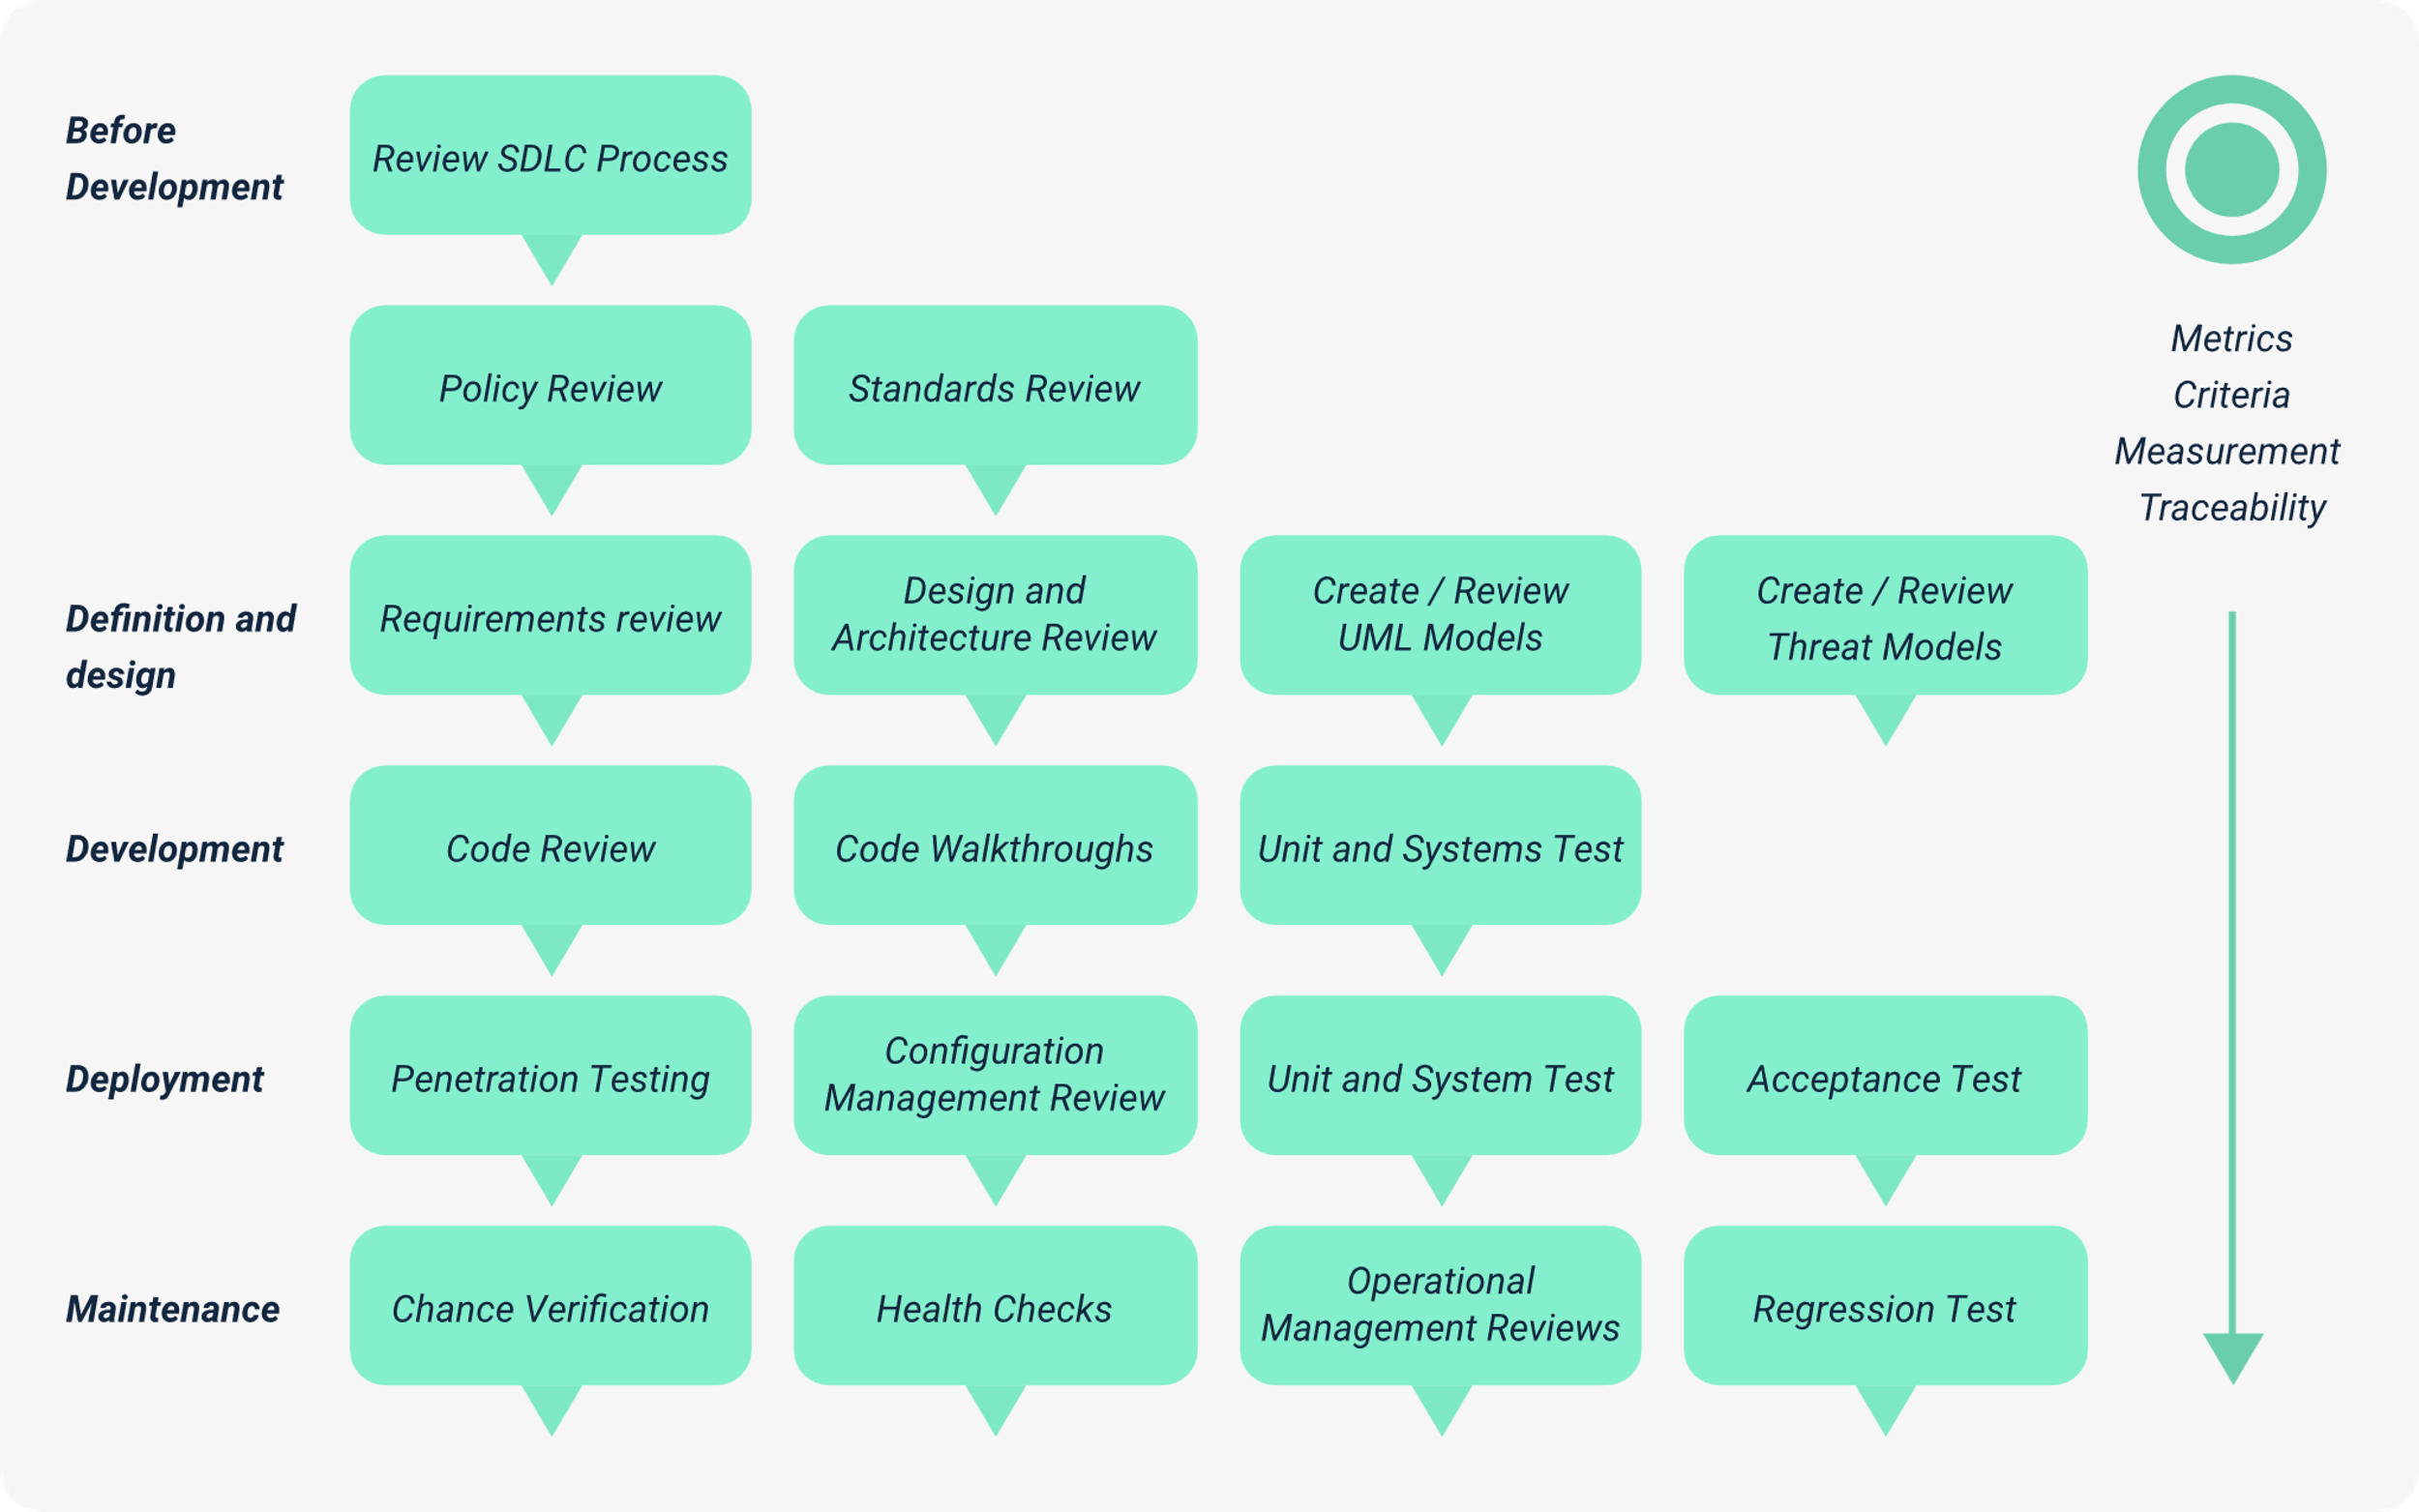 Before
Development
Review SDLC Process
Policy Review
Standards Review
Metrics
Criteria
Measurement
Traceability
Definition and
design
Requirements review
Design and
Architecture Review
Create / Review
UML Models
Create / Review
Threat Models
Development
Code Review
Code Walkthroughs
Unit and Systems Test
Deployment
Penetration Testing
Configuration
Management Review
Unit and System Test
Acceptance Test
Maintenance
Chance Verification
Health Checks
Operational
Management Reviews
Regression Test